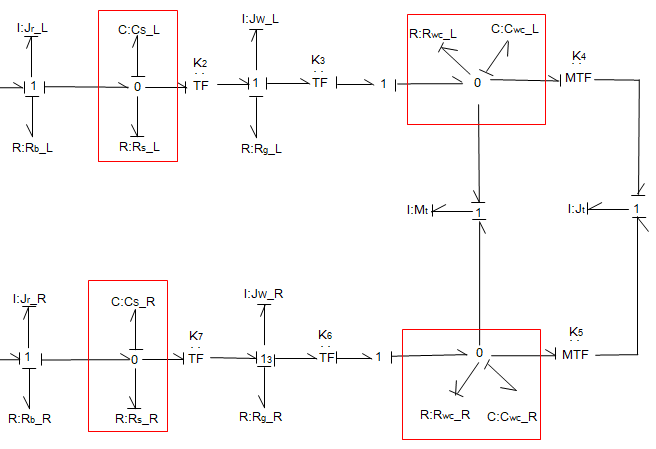 I:Jr_L
C:Cs_L
I:Jw_L
R:Rwc_L
C:Cwc_L
K2
K3
K4
1
0
TF
1
TF
1
0
MTF
R:Rb_L
R:Rs_L
R:Rg_L
I:Mt
1
I:Jt
1
I:Jr_R
C:Cs_R
I:Jw_R
K7
K6
K5
1
0
TF
13
TF
1
0
MTF
R:Rb_R
R:Rs_R
R:Rg_R
R:Rwc_R
C:Cwc_R